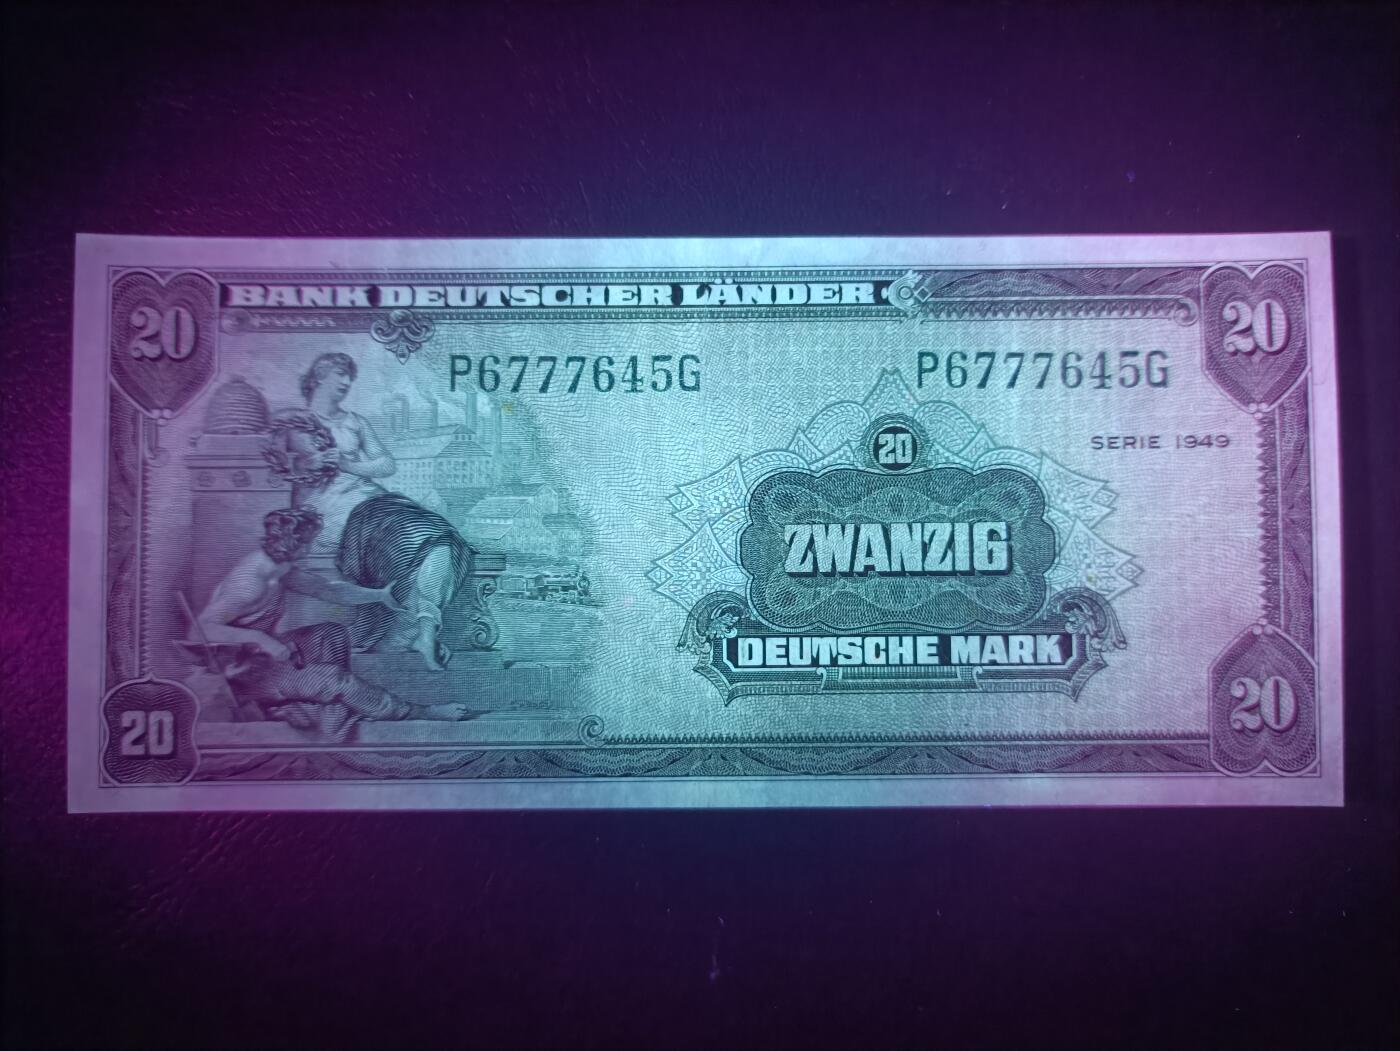 BANK DEUTSCHER LÄNDER
20
20
P6777645G
P6777645G
SERIE 1949
20
ZWANZIG
DEUTSCHE MARK
20
20